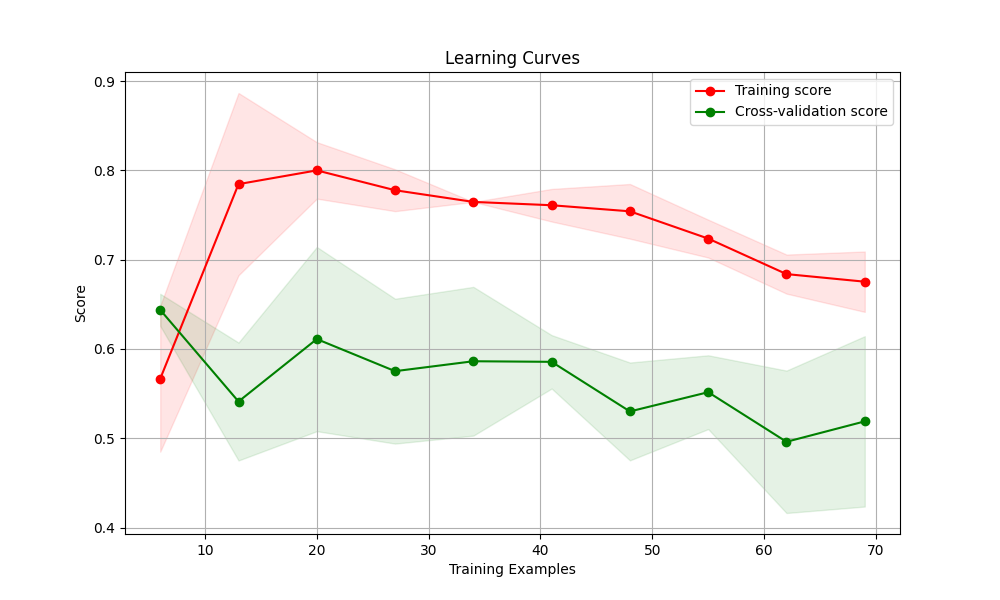 Learning Curves
Training score
Cross-validation score
0.9
0.8
0.7
0.6
0.5
0.4
Score
10 20 30 40 50 60 70
Training Examples